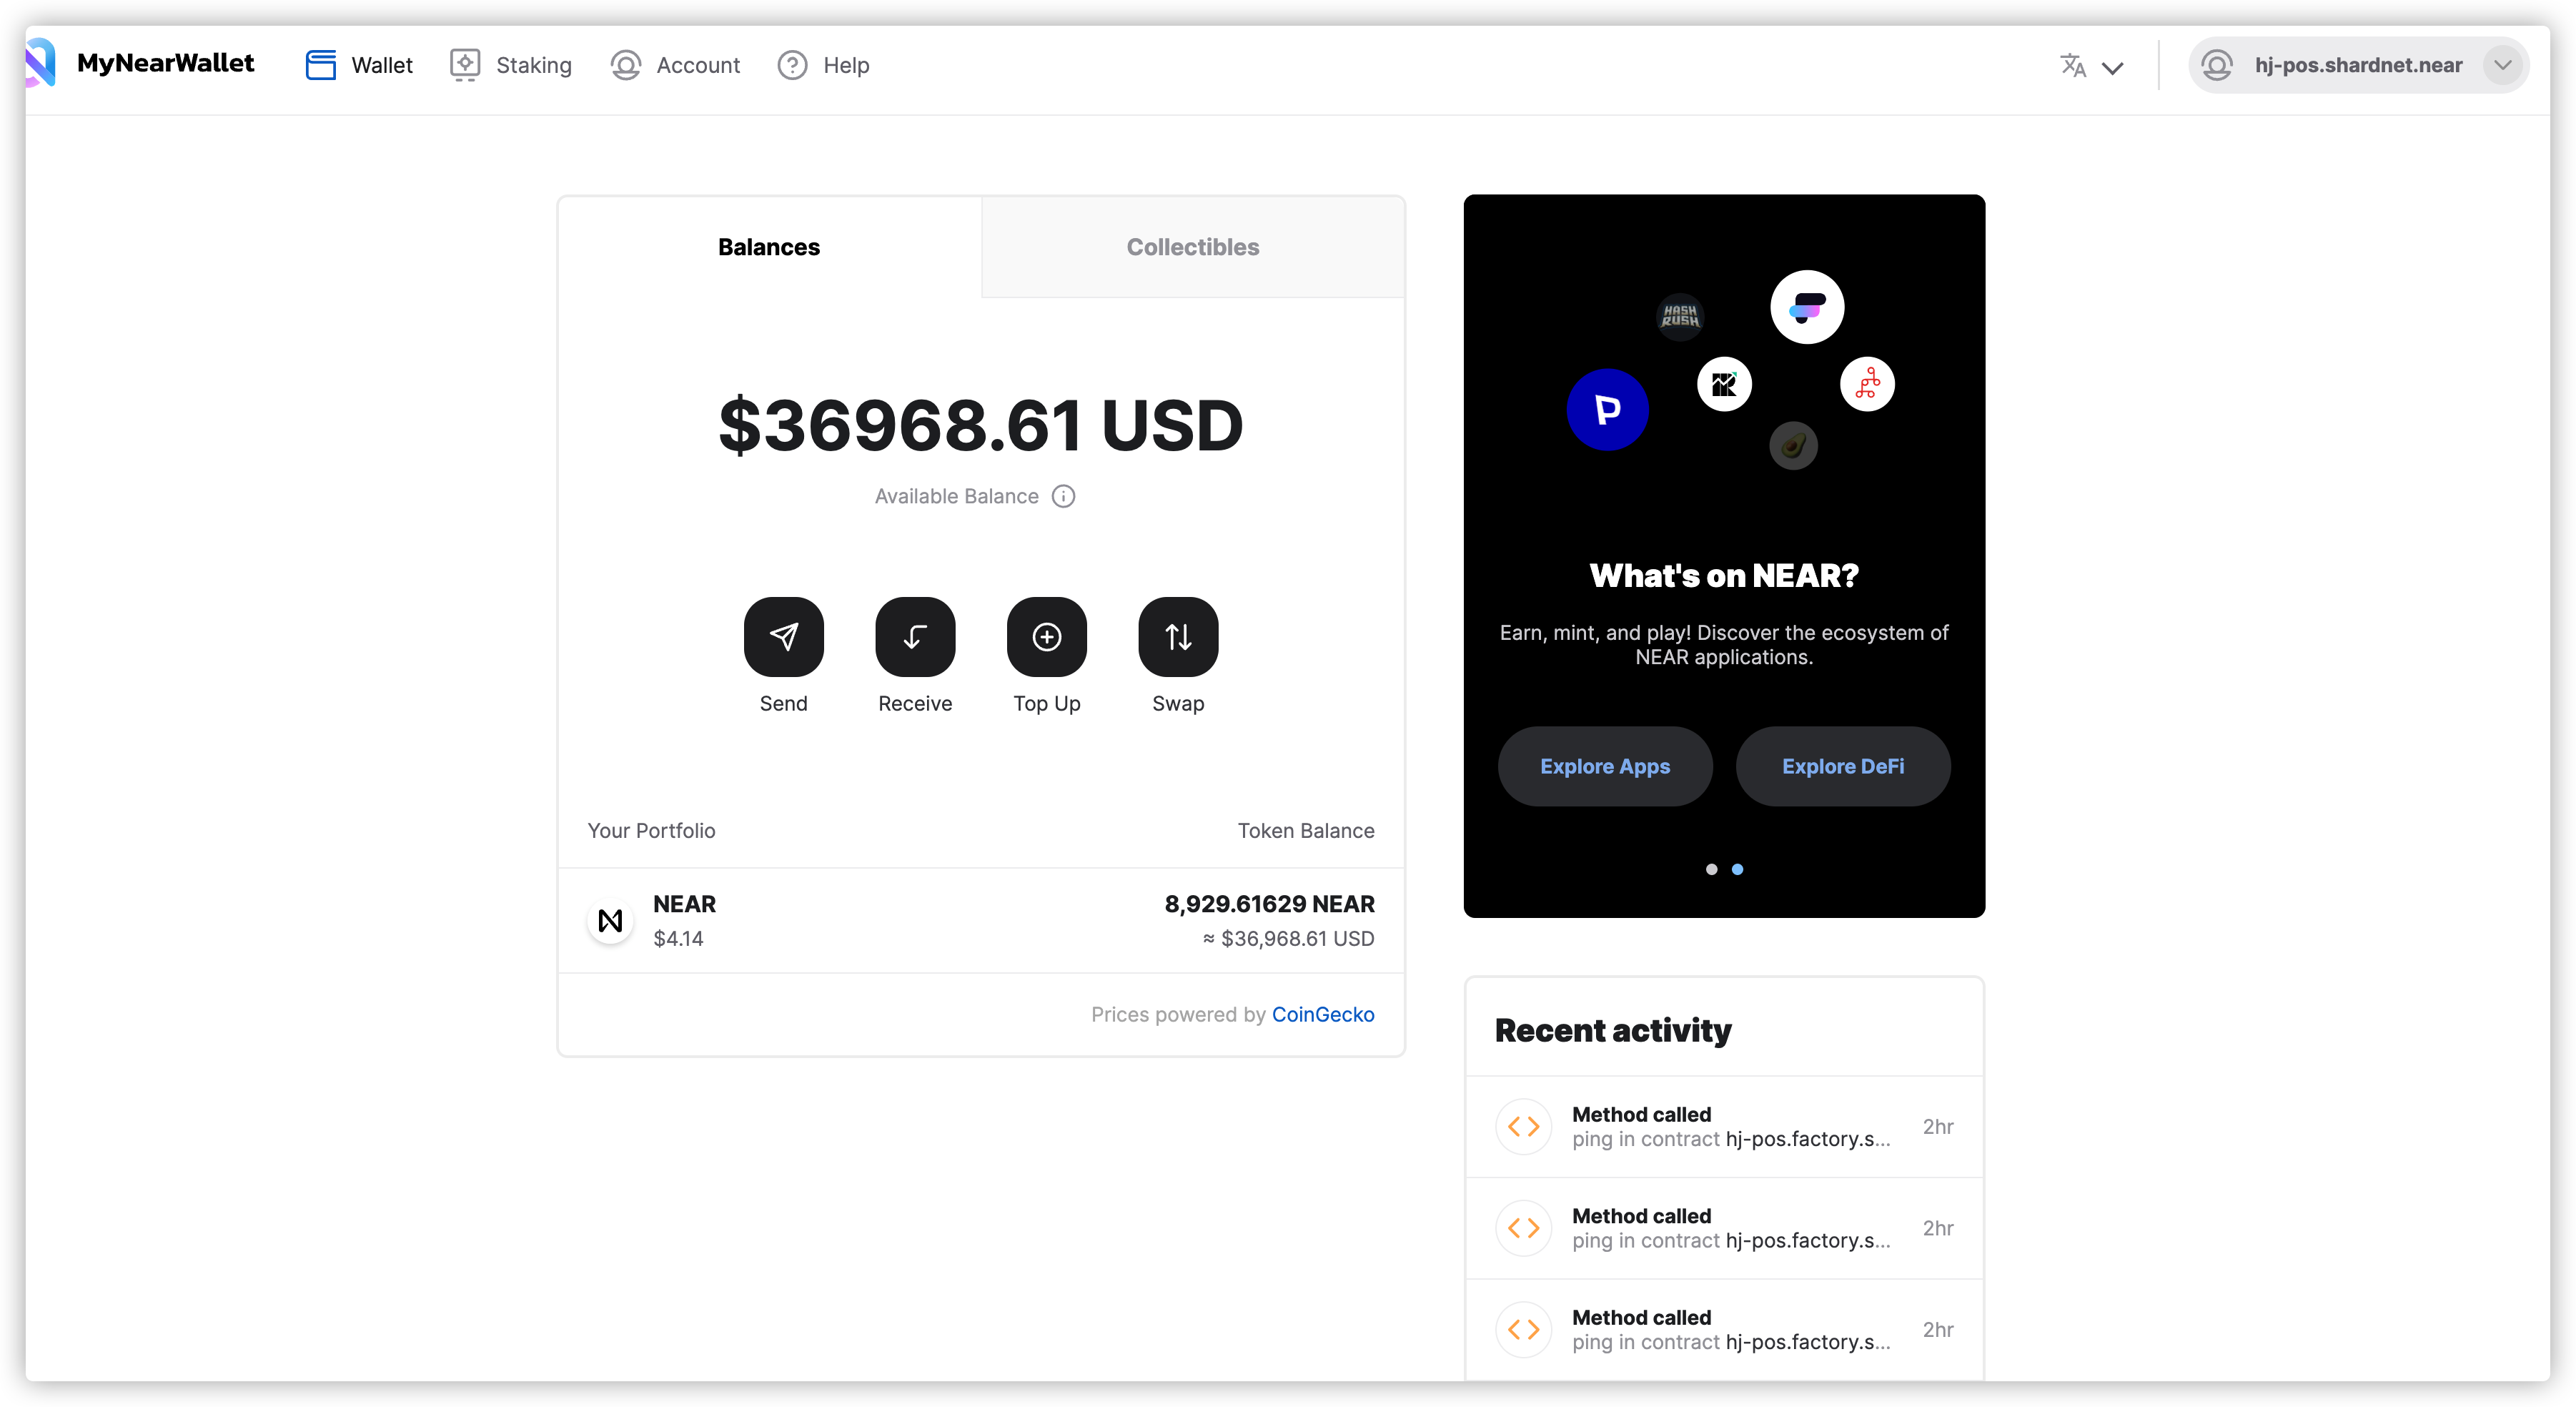 MyNearWallet
Wallet
Staking
Account
Help
hj-pos.shardnet.near
Balances
Collectibles
$36968.61 USD
Available Balance
Send
Receive
Top Up
Swap
Your Portfolio
Token Balance
NEAR
8,929.61629 NEAR
$4.14
≈ $36,968.61 USD
Prices powered by CoinGecko
HASH
RUSH
What's on NEAR?
Earn, mint, and play! Discover the ecosystem of
NEAR applications.
Explore Apps
Explore DeFi
Recent activity
Method called
ping in contract hj-pos.factory.s...
2hr
Method called
ping in contract hj-pos.factory.s...
2hr
Method called
ping in contract hj-pos.factory.s...
2hr